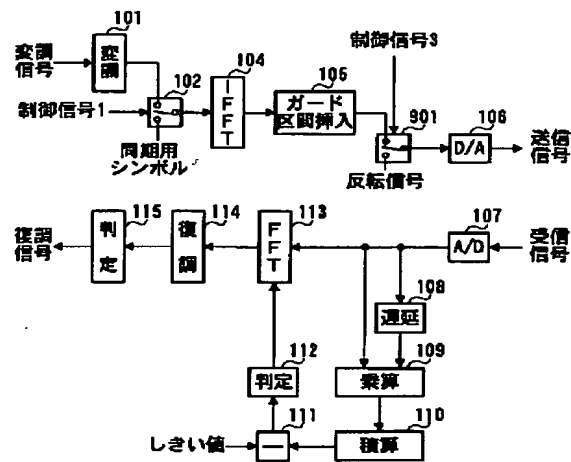 101
変調
信号
変調
制御信号1
102
同期用
シンボル
104
IFFT
105
ガード
区間挿入
制御信号3
901
反転信号
106
D/A
送信
信号
復調
信号
115
判定
114
復調
113
FFT
107
A/D
受信
信号
108
遅延
109
乗算
110
積算
112
判定
111
しきい値